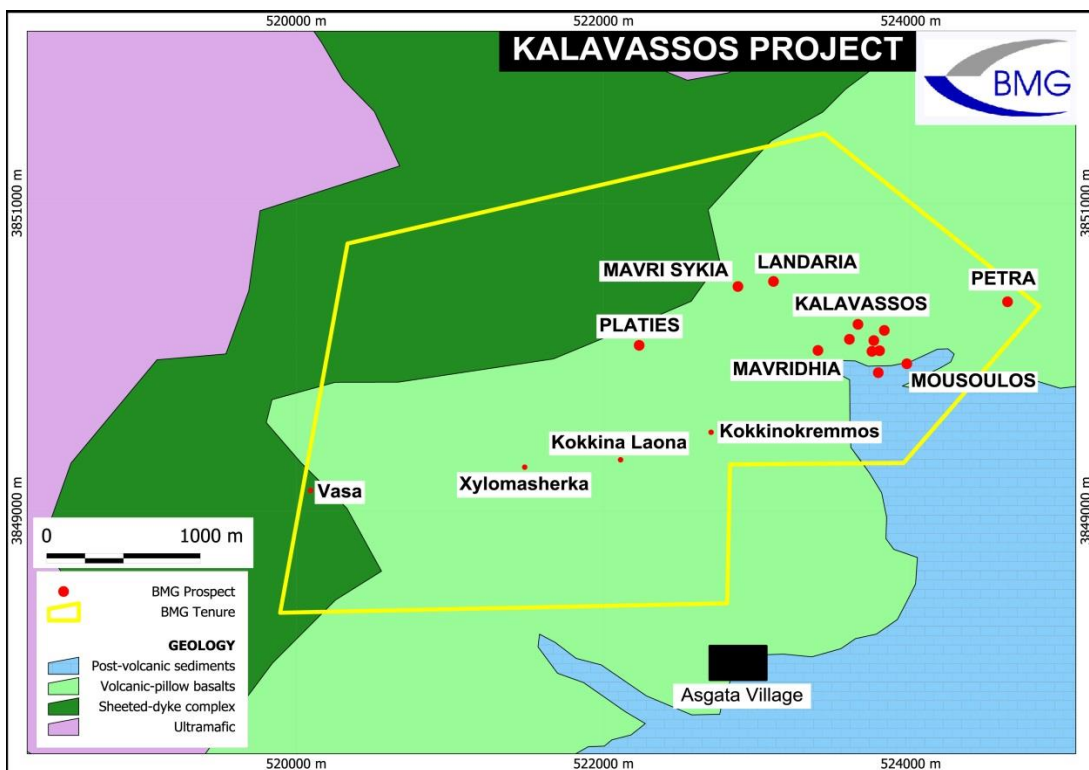 520000 m
522000 m
524000 m
KALAVASSOS PROJECT
BMG
3851000 m
3851000 m
MAVRI SYKIA
LANDARIA
PETRA
KALAVASSOS
PLATIES
MAVRIDHIA
MOUSOULOS
Kokkinokremmos
Kokkina Laona
Xylomasherka
Vasa
3849000 m
3849000 m
0
1000 m
BMG Prospect
BMG Tenure
GEOLOGY
Post-volcanic sediments
Volcanic-pillow basalts
Sheeted-dyke complex
Ultramafic
Asgata Village
520000 m
522000 m
524000 m